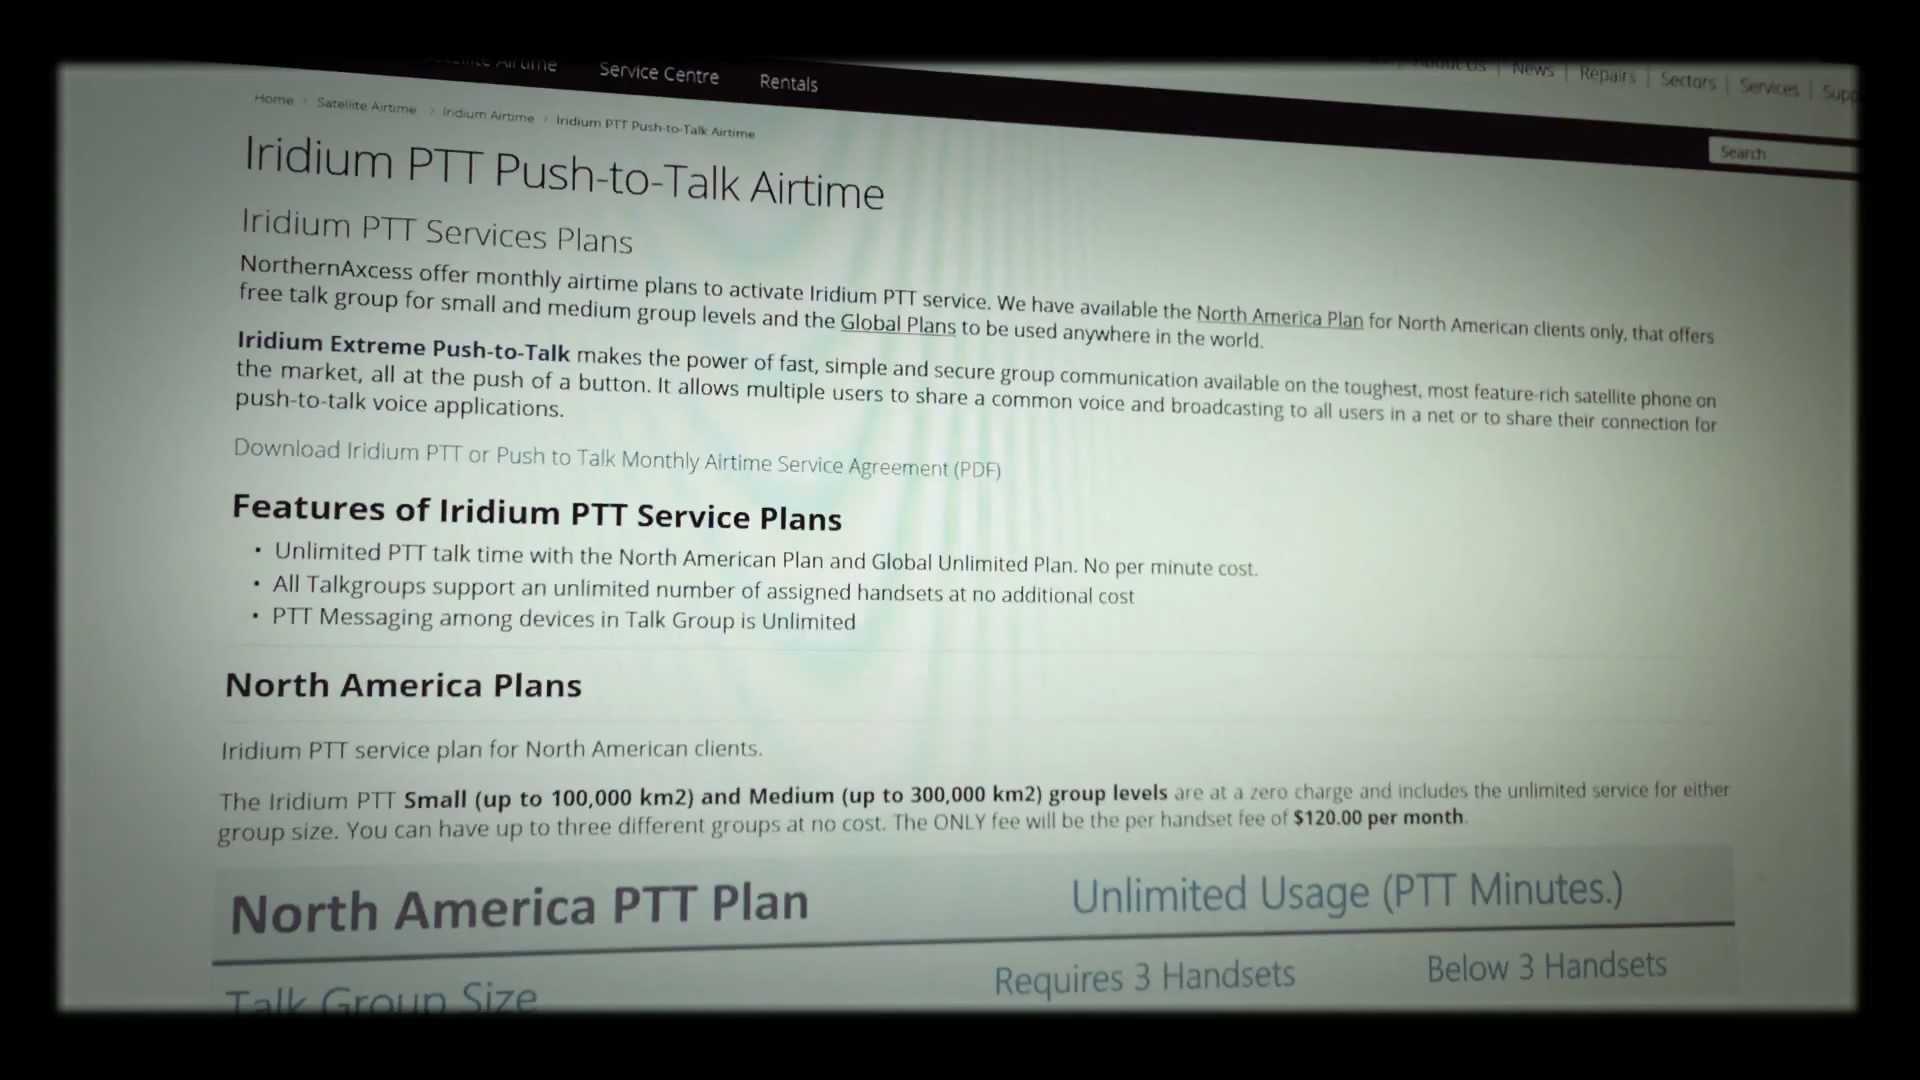 Satellite Airtime Service Centre Rentals
About Us | News | Repairs | Sectors | Services |
Search
Home > Satellite Airtime > Iridium Airtime > Iridium PTT Push-to-Talk Airtime
Iridium PTT Push-to-Talk Airtime
Iridium PTT Services Plans
NorthernAxcess offer monthly airtime plans to activate Iridium PTT service. We have available the North America Plan for North American clients only, that offers
free talk group for small and medium group levels and the Global Plans to be used anywhere in the world.
Iridium Extreme Push-to-Talk makes the power of fast, simple and secure group communication available on the toughest, most feature-rich satellite phone on
the market, all at the push of a button. It allows multiple users to share a common voice and broadcasting to all users in a net or to share their connection for
push-to-talk voice applications.
Download Iridium PTT or Push to Talk Monthly Airtime Service Agreement (PDF)
Features of Iridium PTT Service Plans
• Unlimited PTT talk time with the North American Plan and Global Unlimited Plan. No per minute cost.
• All Talkgroups support an unlimited number of assigned handsets at no additional cost
• PTT Messaging among devices in Talk Group is Unlimited
North America Plans
Iridium PTT service plan for North American clients.
The Iridium PTT Small (up to 100,000 km2) and Medium (up to 300,000 km2) group levels are at a zero charge and includes the unlimited service for either
group size. You can have up to three different groups at no cost. The ONLY fee will be the per handset fee of $120.00 per month.
North America PTT Plan Unlimited Usage (PTT Minutes.)
Talk Group Size Requires 3 Handsets Below 3 Handsets